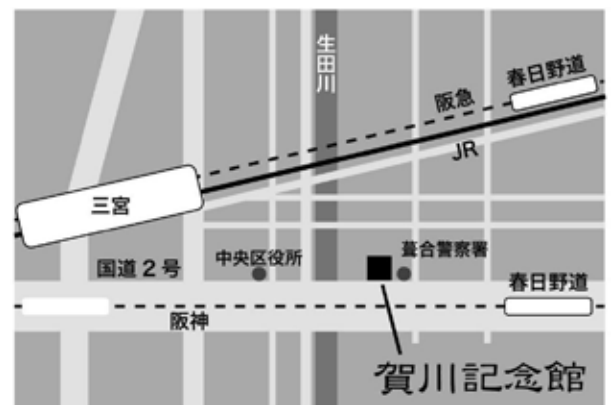 生田川
春日野道
阪急
JR
三宮
国道2号
中央区役所
葺合警察署
春日野道
阪神
賀川記念館